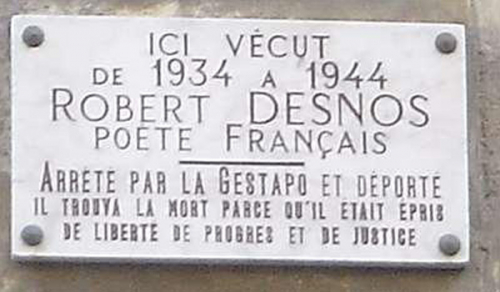 ICI VÉCUT
DE 1934 A 1944
ROBERT DESNOS
POÈTE FRANÇAIS
ARRÊTÉ PAR LA GESTAPO ET DÉPORTÉ
IL TROUVA LA MORT PARCE QU'IL ÉTAIT ÉPRIS
DE LIBERTÉ DE PROGRÈS ET DE JUSTICE